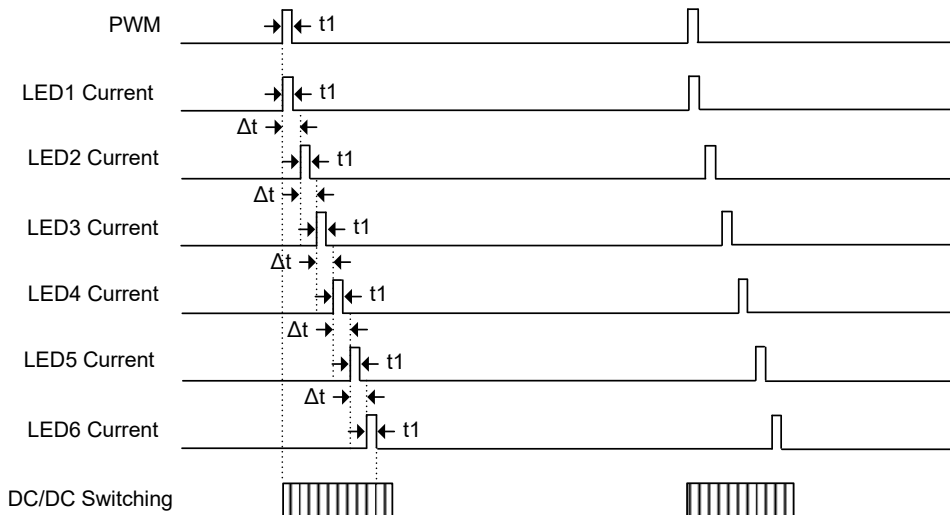 PWM
t1
LED1 Current
t1
Δt
LED2 Current
t1
Δt
LED3 Current
t1
Δt
LED4 Current
t1
Δt
LED5 Current
t1
Δt
LED6 Current
t1
DC/DC Switching